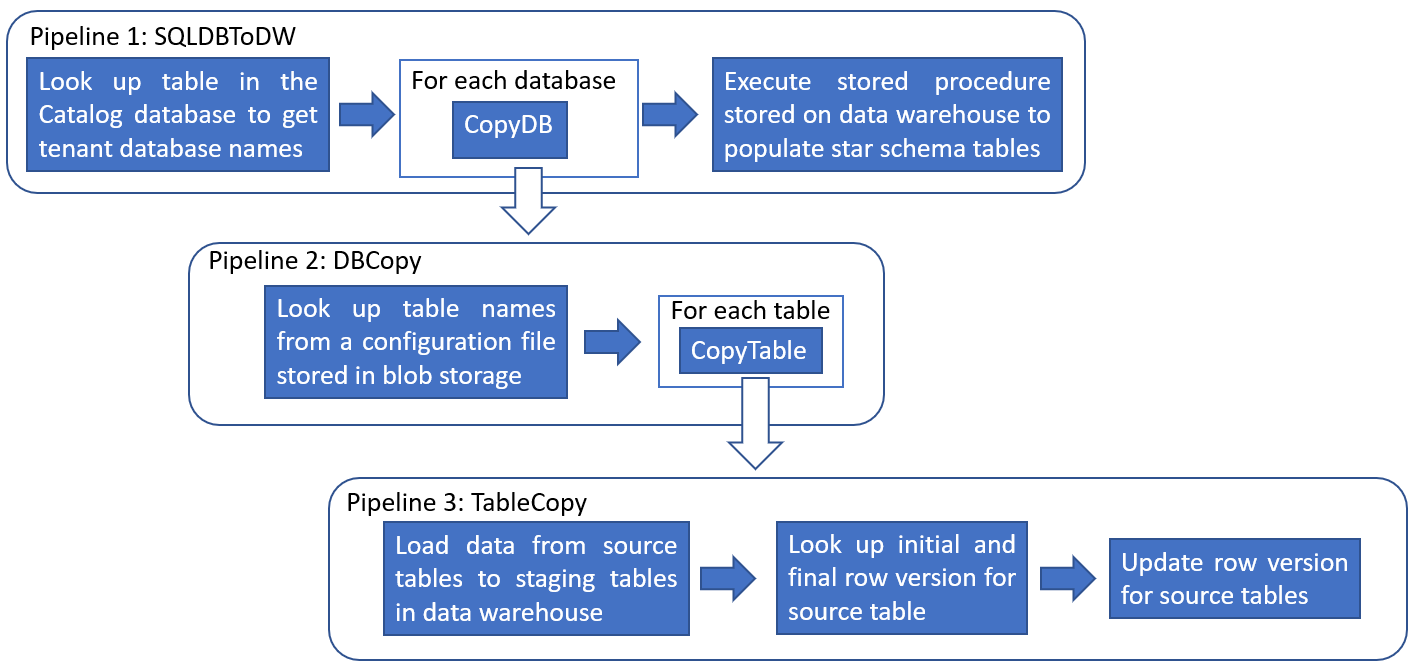 Pipeline 1: SQLDBToDW
Look up table in the
Catalog database to get
tenant database names
For each database
CopyDB
Execute stored procedure
stored on data warehouse to
populate star schema tables
Pipeline 2: DBCopy
Look up table names
from a configuration file
stored in blob storage
For each table
CopyTable
Pipeline 3: TableCopy
Load data from source
tables to staging tables
in data warehouse
Look up initial and
final row version for
source table
Update row version
for source tables